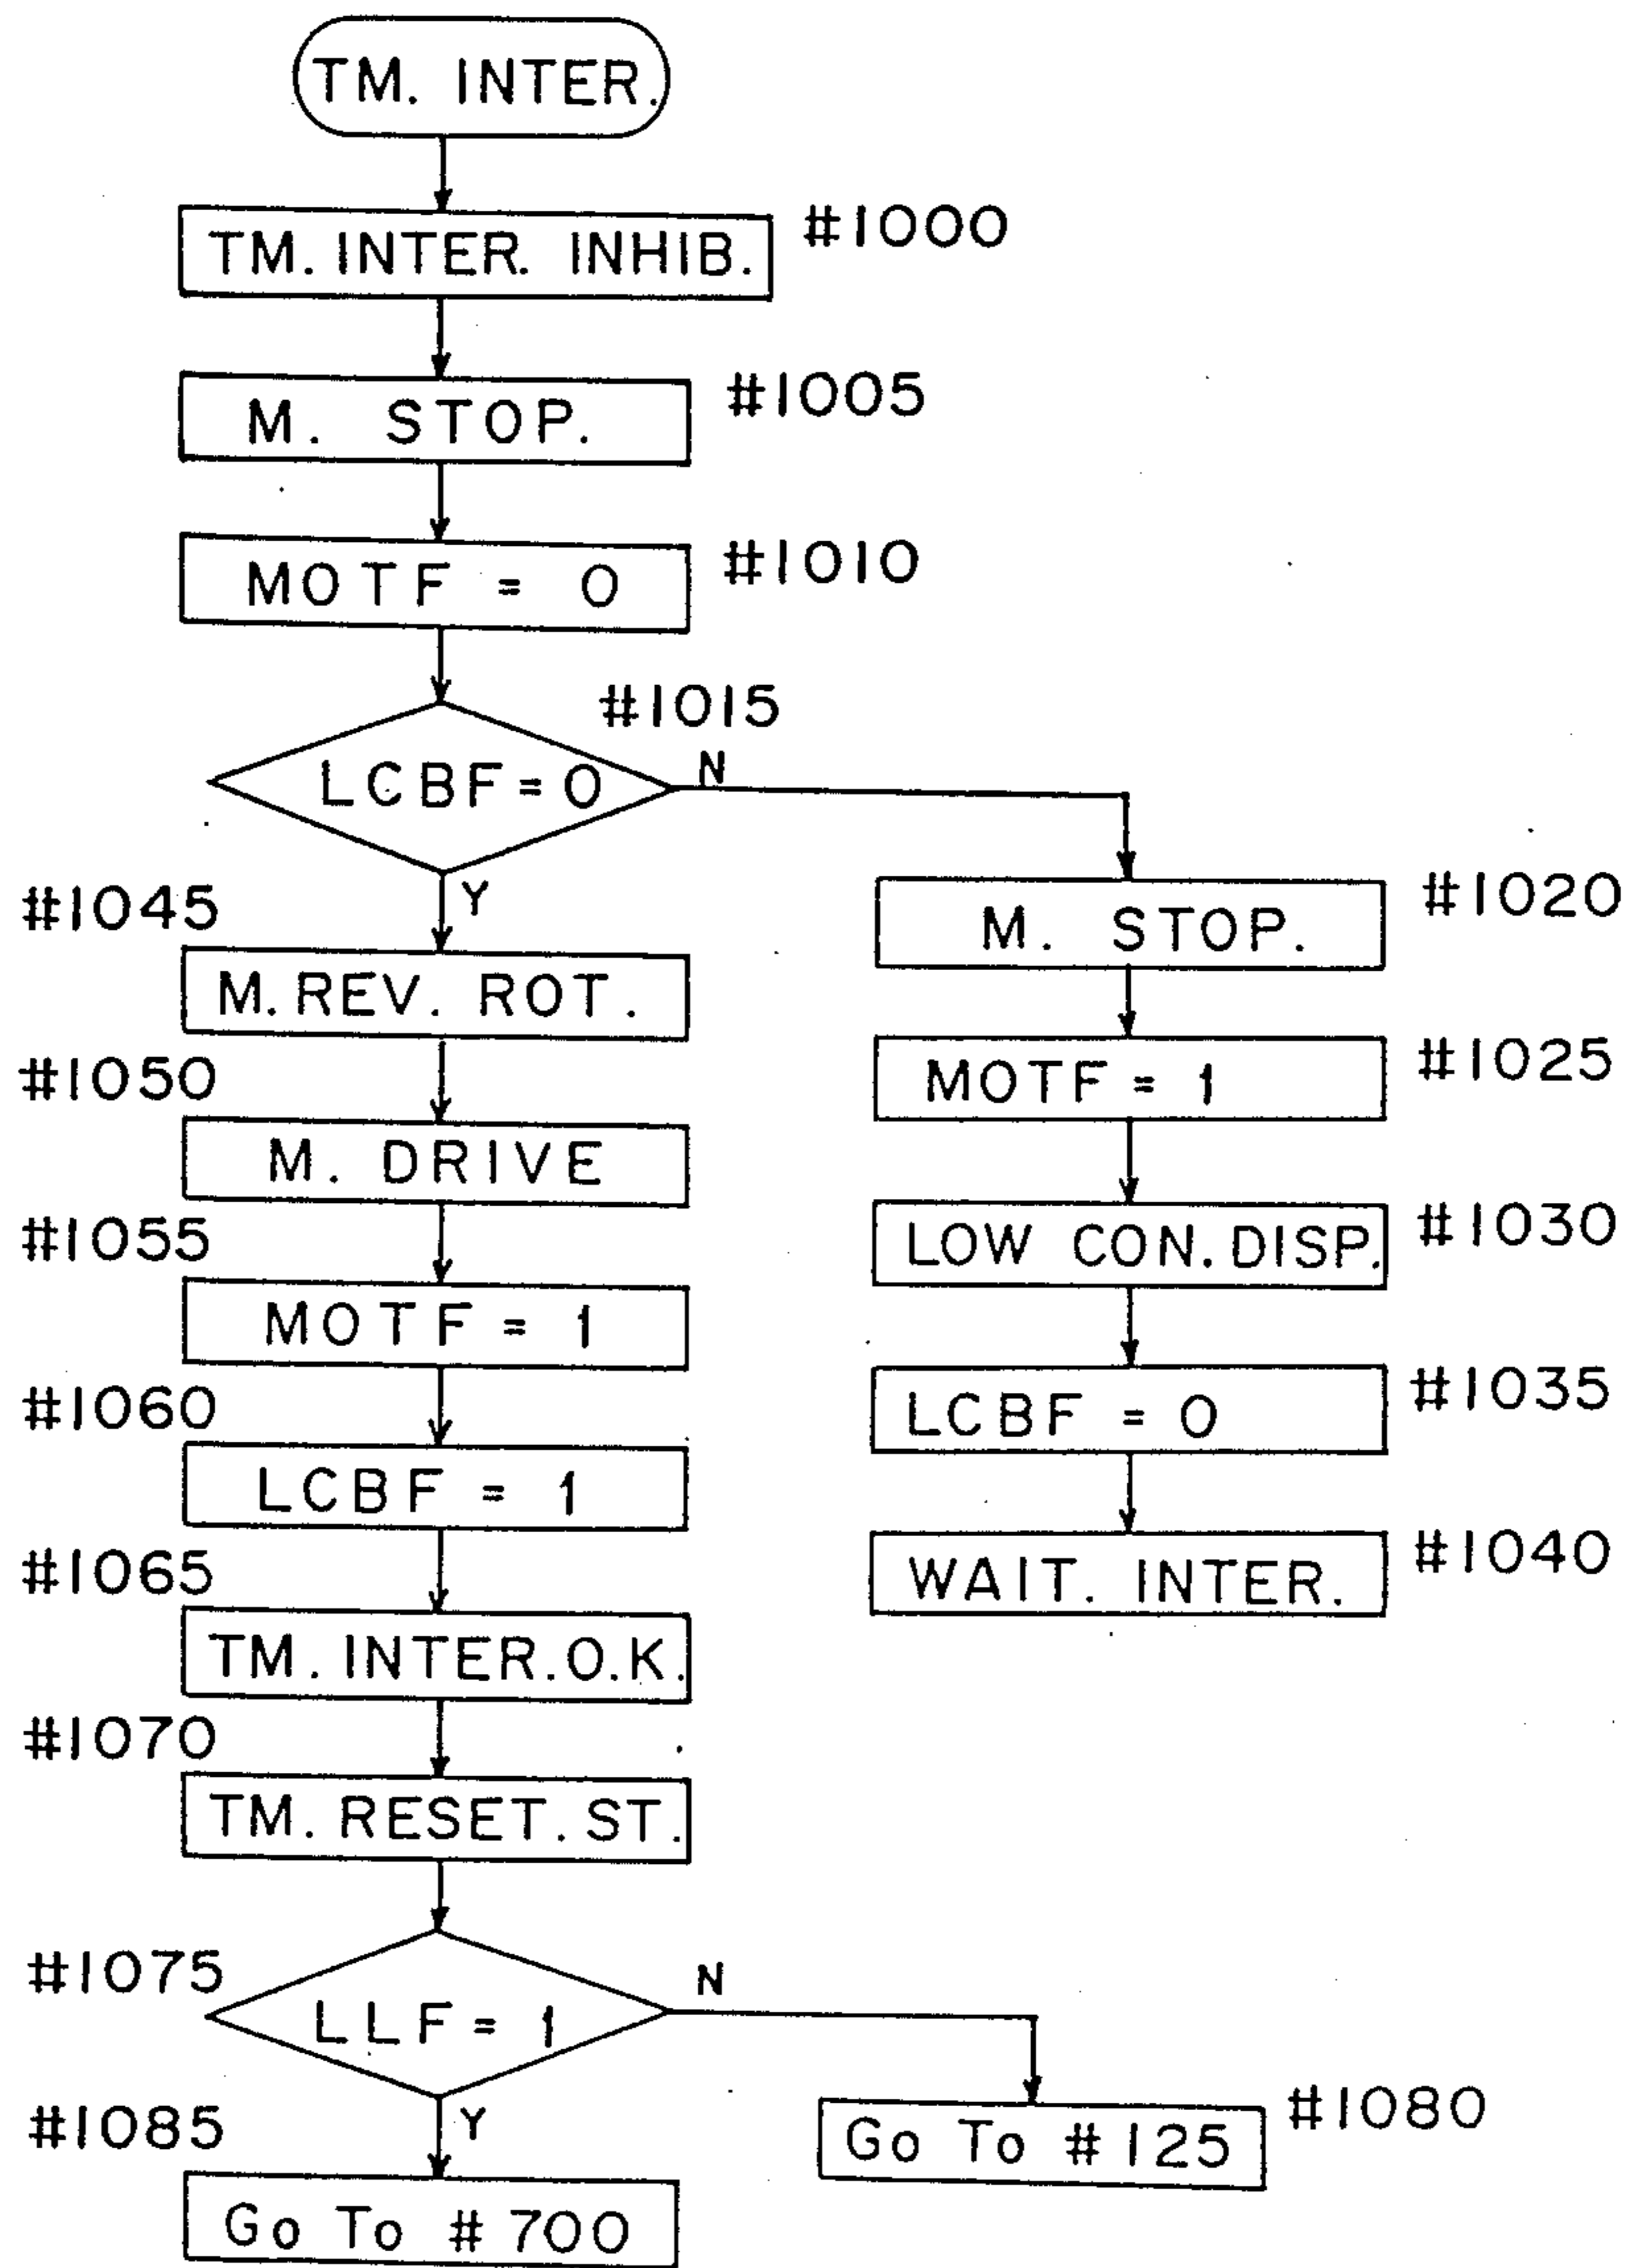 TM. INTER.
TM. INTER. INHIB.
#1000
M. STOP.
#1005
MOTF = 0
#1010
#1015
LCBF = 0
N
Y
#1045
M. REV. ROT.
#1050
M. DRIVE
#1055
MOTF = 1
#1060
LCBF = 1
#1065
TM. INTER. O.K.
#1070
TM. RESET. ST.
#1075
LLF = 1
N
Y
#1085
Go To # 700
M. STOP.
#1020
MOTF = 1
#1025
LOW CON. DISP.
#1030
LCBF = 0
#1035
WAIT. INTER.
#1040
Go To # 125
#1080